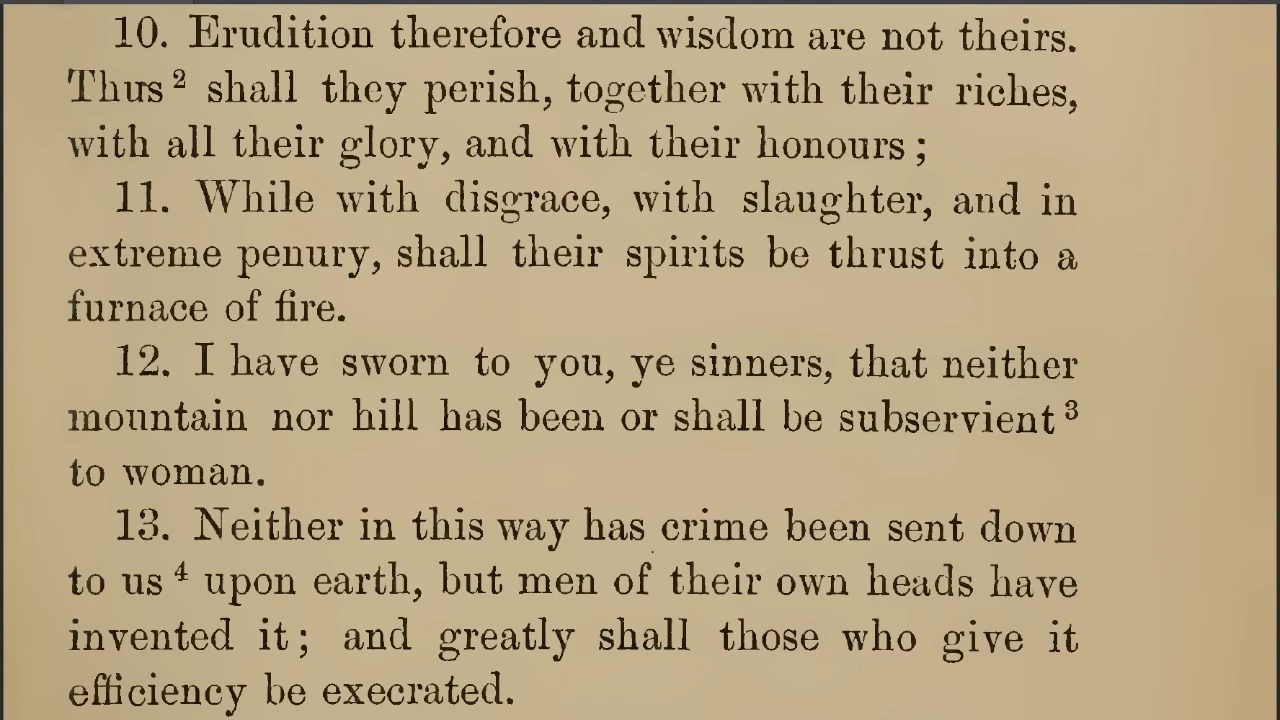 10. Erudition therefore and wisdom are not theirs.
Thus ² shall they perish, together with their riches,
with all their glory, and with their honours ;
11. While with disgrace, with slaughter, and in
extreme penury, shall their spirits be thrust into a
furnace of fire.
12. I have sworn to you, ye sinners, that neither
mountain nor hill has been or shall be subservient ³
to woman.
13. Neither in this way has crime been sent down
to us ⁴ upon earth, but men of their own heads have
invented it ; and greatly shall those who give it
efficiency be execrated.